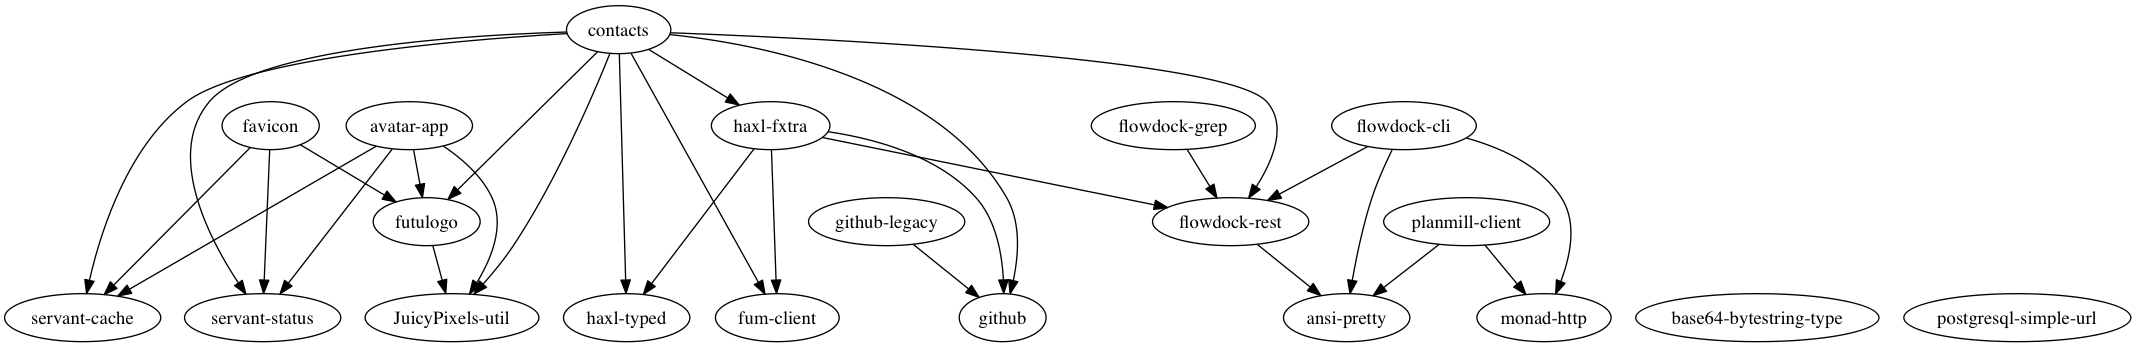 contacts
favicon
avatar-app
haxl-fxtra
flowdock-grep
flowdock-cli
futulogo
github-legacy
flowdock-rest
planmill-client
servant-cache
servant-status
JuicyPixels-util
haxl-typed
fum-client
github
ansi-pretty
monad-http
base64-bytestring-type
postgresql-simple-url